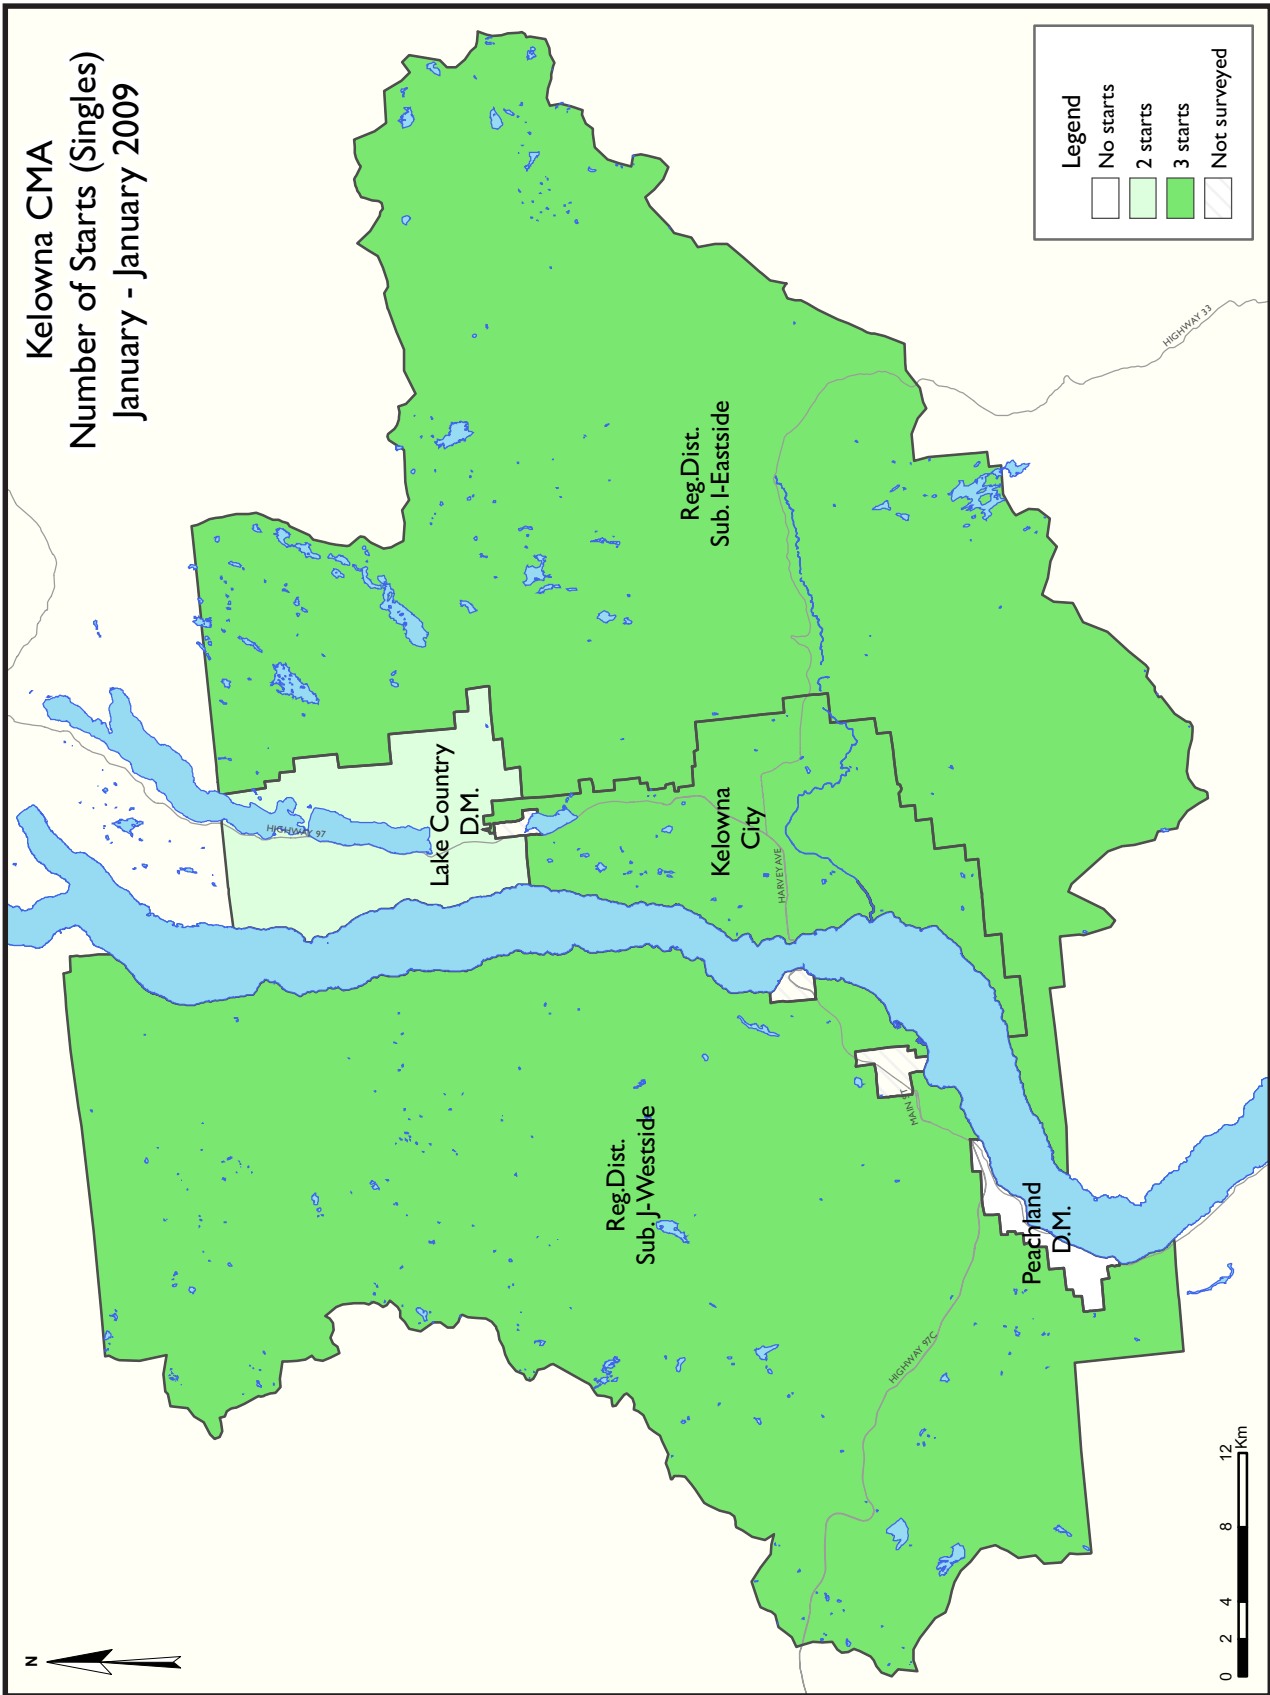 Kelowna CMA
Number of Starts (Singles)
January - January 2009
Legend
No starts
2 starts
3 starts
Not surveyed
N
HIGHWAY 33
HIGHWAY 97
Lake Country
D.M.
Reg.Dist.
Sub. I-Eastside
Kelowna
City
HARVEY AVE
Reg.Dist.
Sub. J-Westside
MAIN ST
Peachland
D.M.
HIGHWAY 97C
0 2 4 8 12
Km